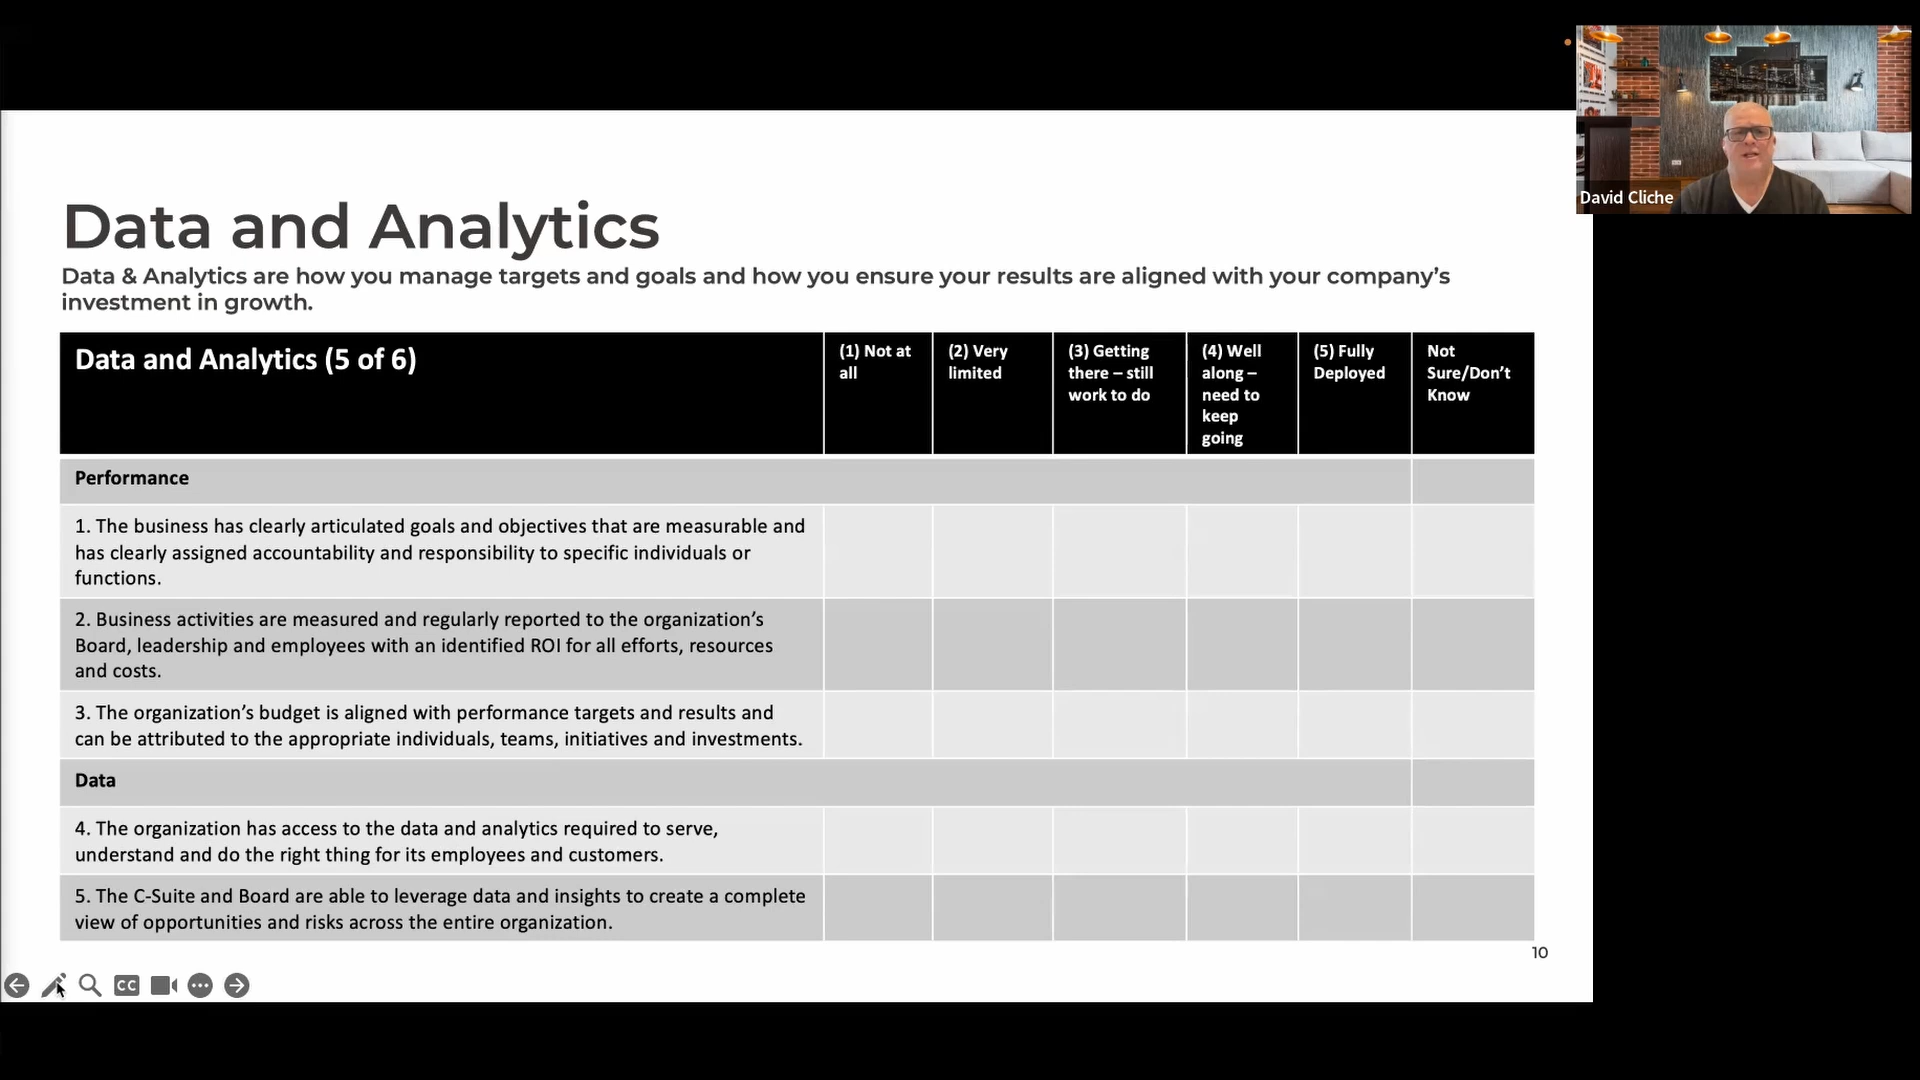 David Cliche
Data and Analytics
Data & Analytics are how you manage targets and goals and how you ensure your results are aligned with your company’s
investment in growth.
Data and Analytics (5 of 6)
(1) Not at
all
(2) Very
limited
(3) Getting
there – still
work to do
(4) Well
along –
need to
keep
going
(5) Fully
Deployed
Not
Sure/Don’t
Know
Performance
1. The business has clearly articulated goals and objectives that are measurable and
has clearly assigned accountability and responsibility to specific individuals or
functions.
2. Business activities are measured and regularly reported to the organization’s
Board, leadership and employees with an identified ROI for all efforts, resources
and costs.
3. The organization’s budget is aligned with performance targets and results and
can be attributed to the appropriate individuals, teams, initiatives and investments.
Data
4. The organization has access to the data and analytics required to serve,
understand and do the right thing for its employees and customers.
5. The C-Suite and Board are able to leverage data and insights to create a complete
view of opportunities and risks across the entire organization.
10
CC